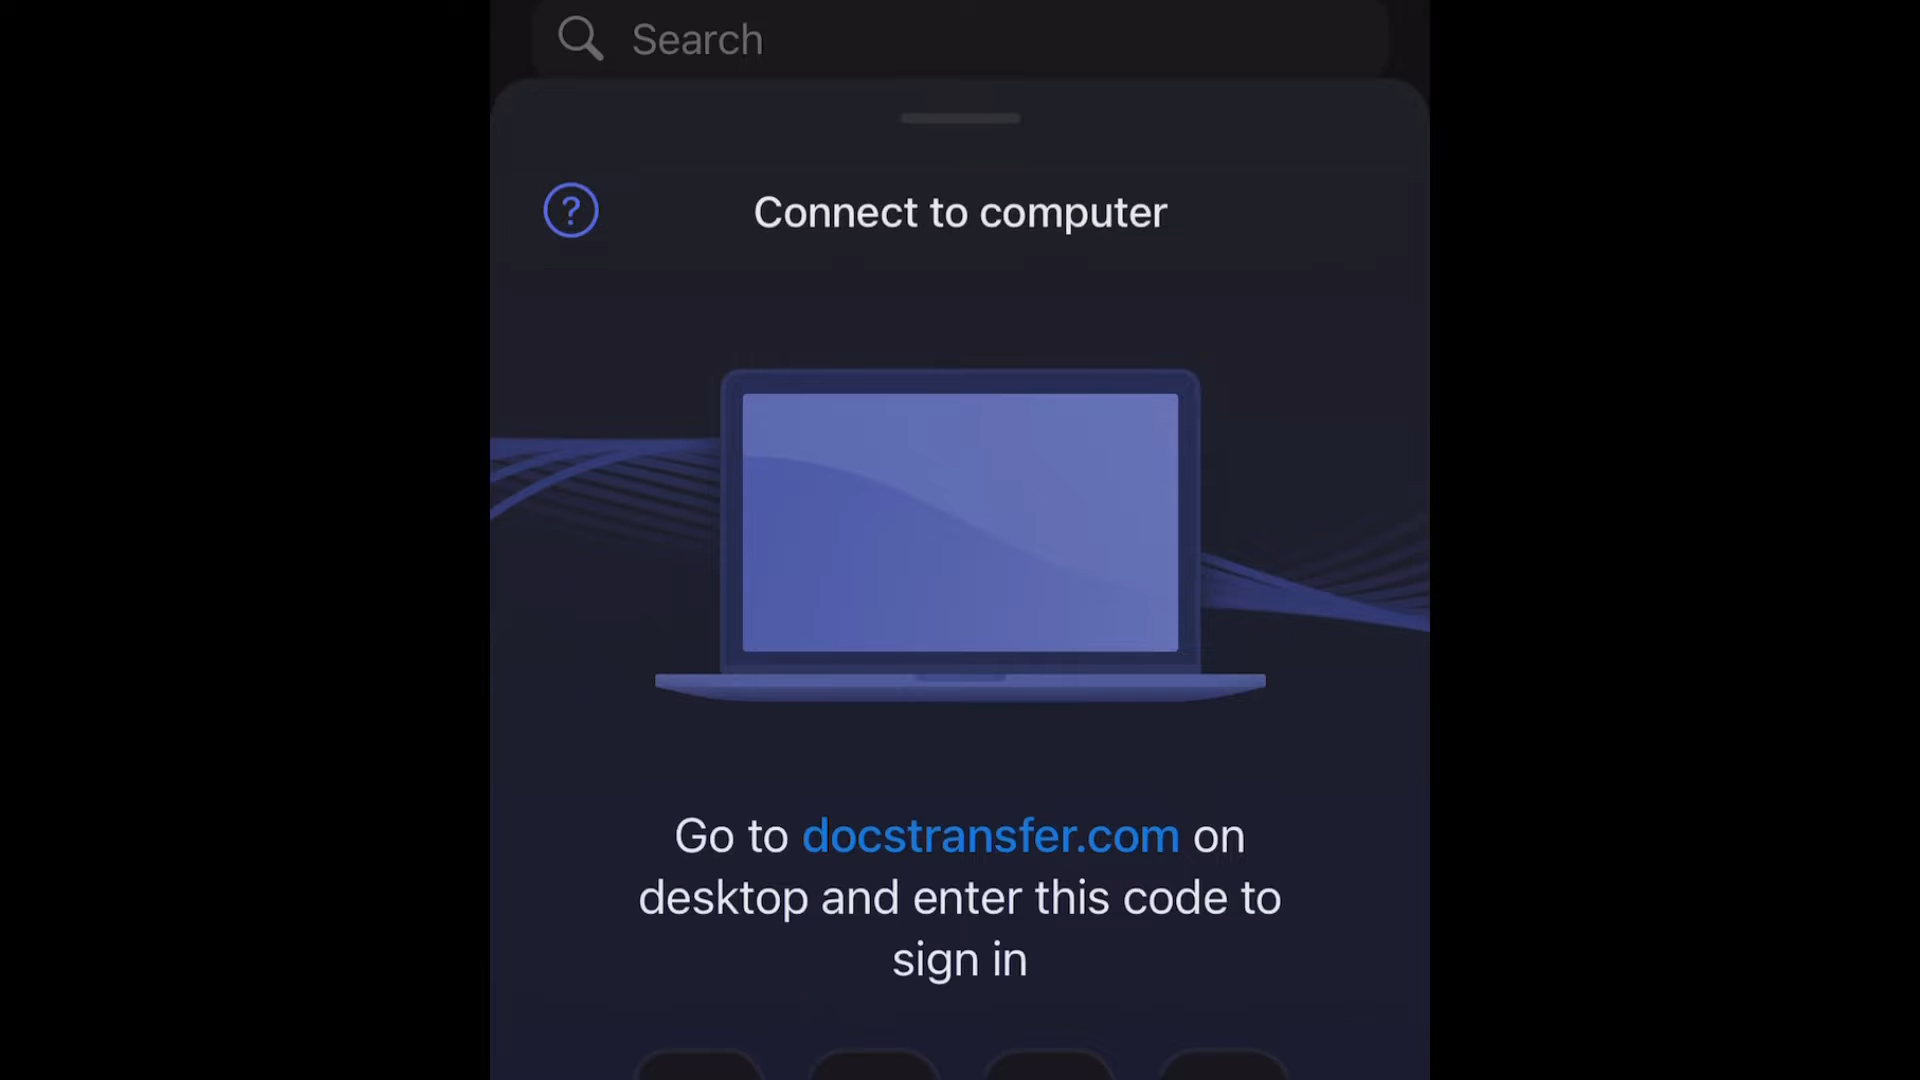 Search
?
Connect to computer
Go to docstransfer.com on
desktop and enter this code to
sign in